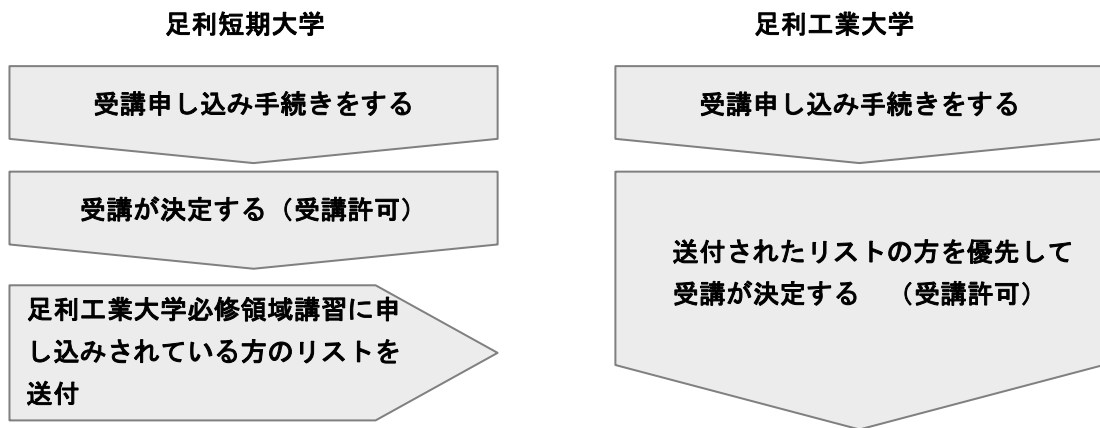 足利短期大学
受講申し込み手続きをする
受講が決定する（受講許可）
足利工業大学必修領域講習に申
し込みされている方のリストを
送付
足利工業大学
受講申し込み手続きをする
送付されたリストの方を優先して
受講が決定する　（受講許可）